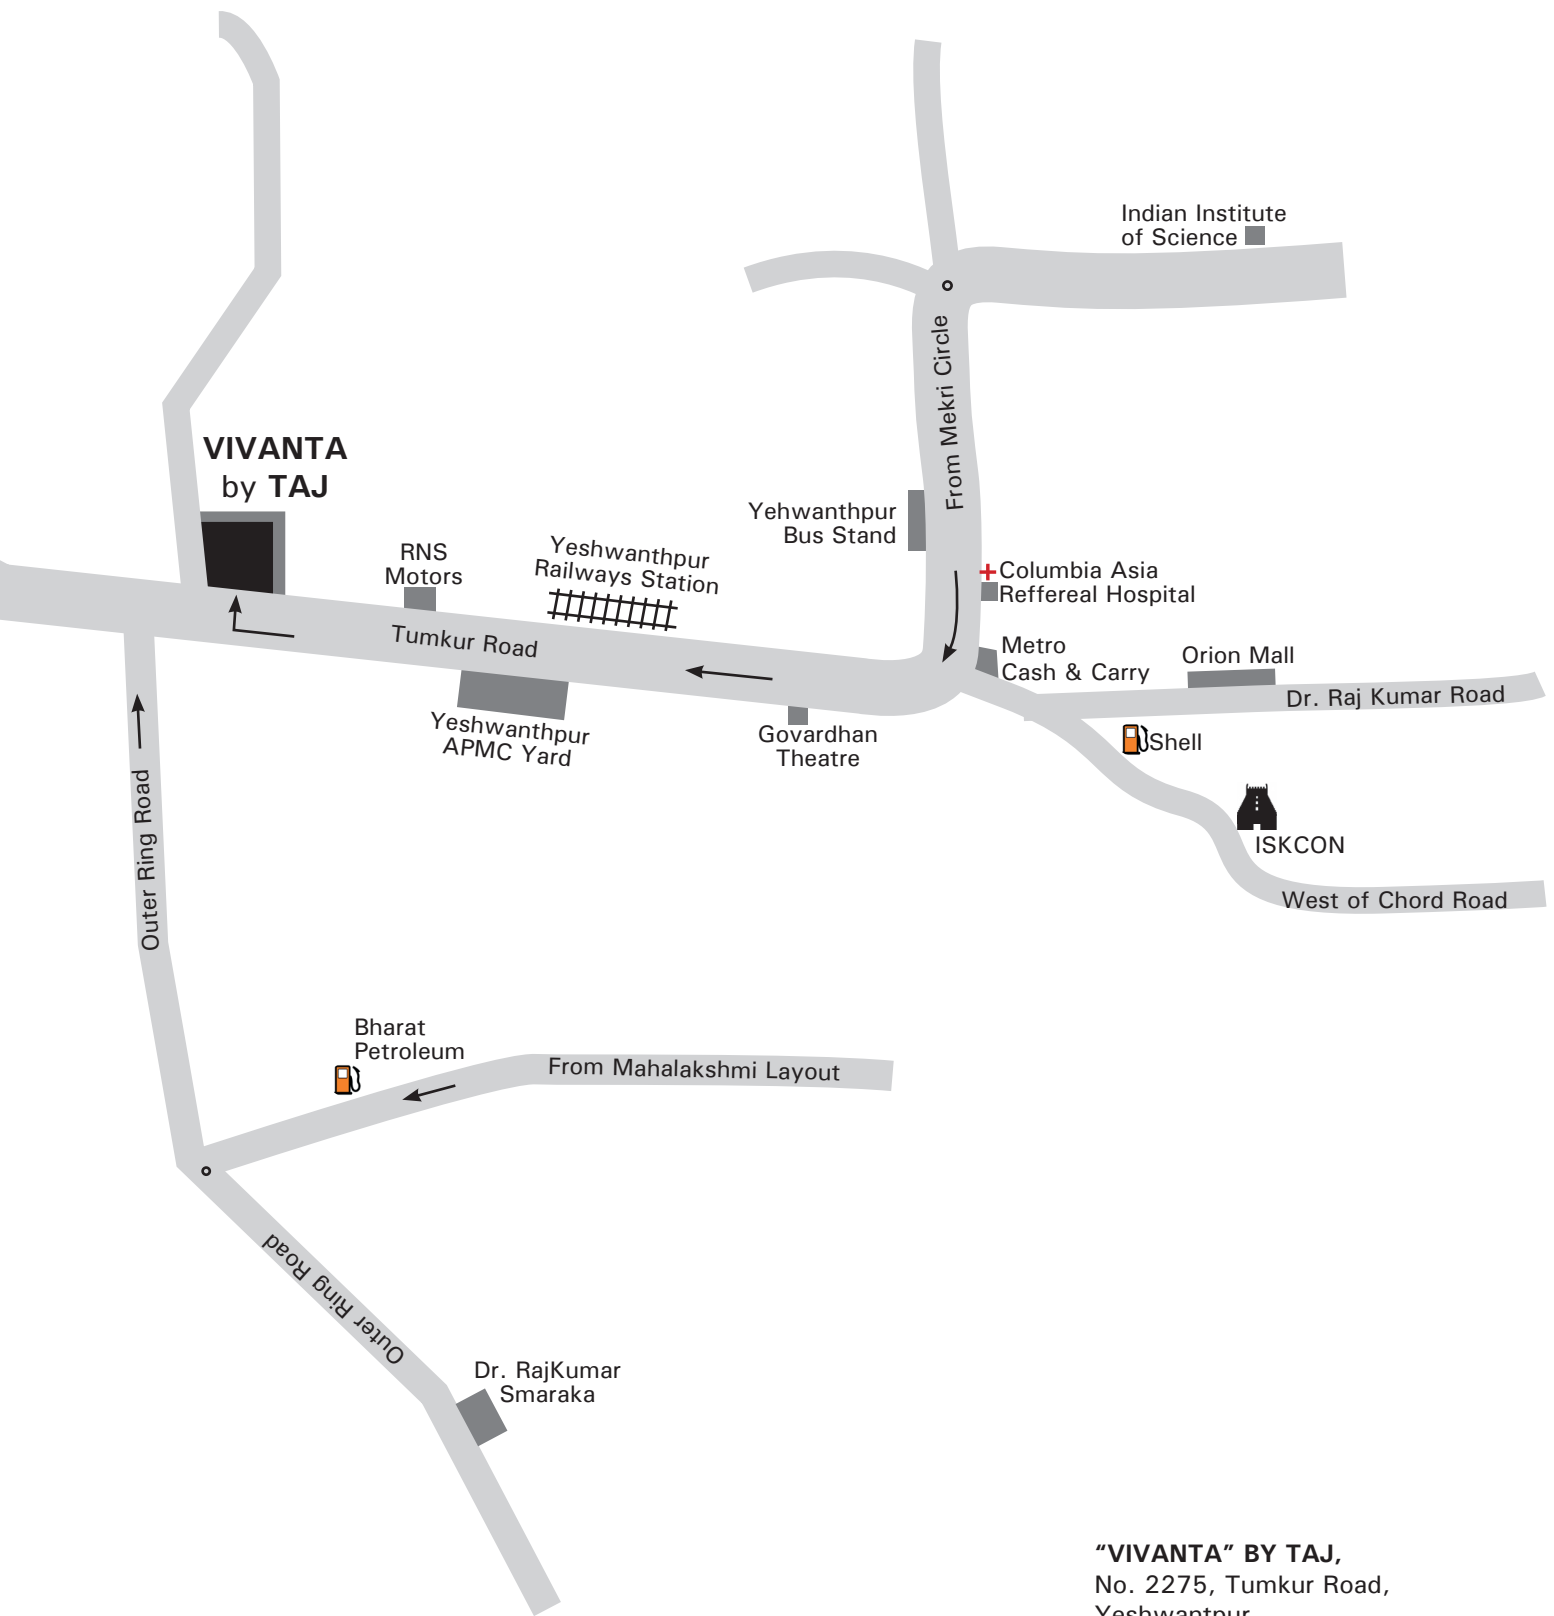 Indian Institute
of Science
From Mekri Circle
VIVANTA
by TAJ
Yehwanthpur
Bus Stand
RNS
Motors
Yeshwanthpur
Railways Station
Columbia Asia
Reffereal Hospital
Tumkur Road
Metro
Cash & Carry
Orion Mall
Dr. Raj Kumar Road
Yeshwanthpur
APMC Yard
Govardhan
Theatre
Shell
Outer Ring Road
ISKCON
West of Chord Road
Bharat
Petroleum
From Mahalakshmi Layout
Outer Ring Road
Dr. RajKumar
Smaraka
“VIVANTA” BY TAJ,
No. 2275, Tumkur Road,
Yeshwantpur